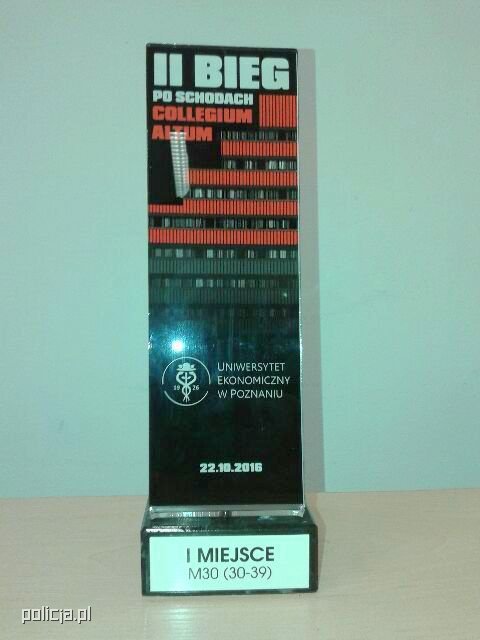 II BIEG
PO SCHODACH
COLLEGIUM
ALTUM
19 26
UNIWERSYTET
EKONOMICZNY
W POZNANIU
22.10.2016
I MIEJSCE
M30 (30-39)
policja.pl